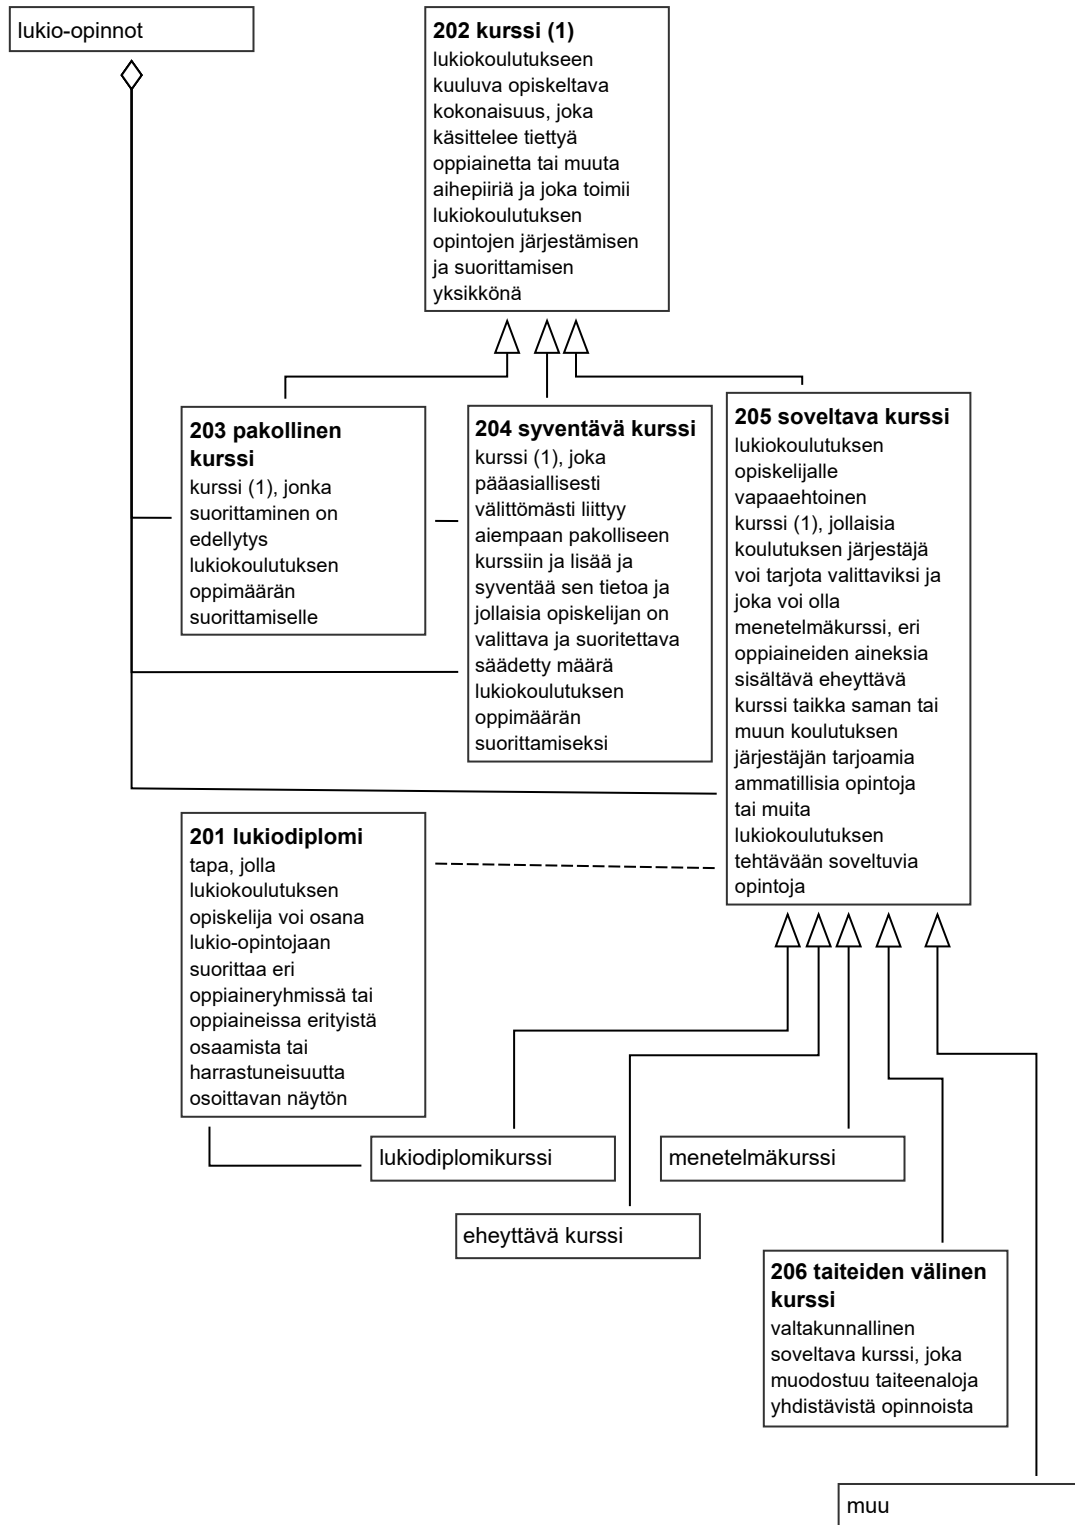 lukio-opinnot
202 kurssi (1)
lukiokoulutukseen
kuuluva opiskeltava
kokonaisuus, joka
käsittelee tiettyä
oppiainetta tai muuta
aihepiiriä ja joka toimii
lukiokoulutuksen
opintojen järjestämisen
ja suorittamisen
yksikkönä
203 pakollinen
kurssi
kurssi (1), jonka
suorittaminen on
edellytys
lukiokoulutuksen
oppimäärän
suorittamiselle
204 syventävä kurssi
kurssi (1), joka
pääasiallisesti
välittömästi liittyy
aiempaan pakolliseen
kurssiin ja lisää ja
syventää sen tietoa ja
jollaisia opiskelijan on
valittava ja suoritettava
säädetty määrä
lukiokoulutuksen
oppimäärän
suorittamiseksi
205 soveltava kurssi
lukiokoulutuksen
opiskelijalle
vapaaehtoinen
kurssi (1), jollaisia
koulutuksen järjestäjä
voi tarjota valittaviksi ja
joka voi olla
menetelmäkurssi, eri
oppiaineiden aineksia
sisältävä eheyttävä
kurssi taikka saman tai
muun koulutuksen
järjestäjän tarjoamia
ammatillisia opintoja
tai muita
lukiokoulutuksen
tehtävään soveltuvia
opintoja
201 lukiodiplomi
tapa, jolla
lukiokoulutuksen
opiskelija voi osana
lukio-opintojaan
suorittaa eri
oppiaineryhmissä tai
oppiaineissa erityistä
osaamista tai
harrastuneisuutta
osoittavan näytön
lukiodiplomikurssi
menetelmäkurssi
eheyttävä kurssi
206 taiteiden välinen
kurssi
valtakunnallinen
soveltava kurssi, joka
muodostuu taiteenaloja
yhdistävistä opinnoista
muu